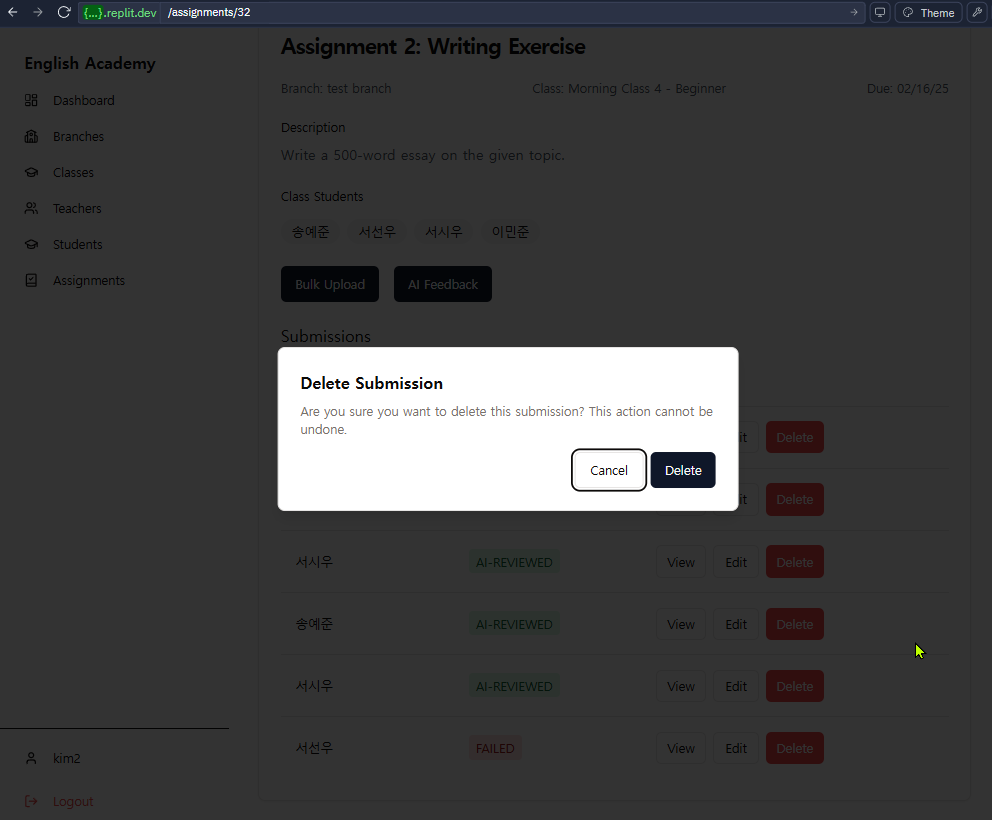 {...}.replit.dev /assignments/32 Theme
English Academy
Dashboard
Branches
Classes
Teachers
Students
Assignments
kim2
Logout
Assignment 2: Writing Exercise
Branch: test branch Class: Morning Class 4 - Beginner Due: 02/16/25
Description
Write a 500-word essay on the given topic.
Class Students
송예준 서선우 서시우 이민준
Bulk Upload AI Feedback
Submissions
Delete Submission
Are you sure you want to delete this submission? This action cannot be
undone.
Cancel Delete
Delete
Delete
서시우 AI-REVIEWED View Edit Delete
송예준 AI-REVIEWED View Edit Delete
서시우 AI-REVIEWED View Edit Delete
서선우 FAILED View Edit Delete